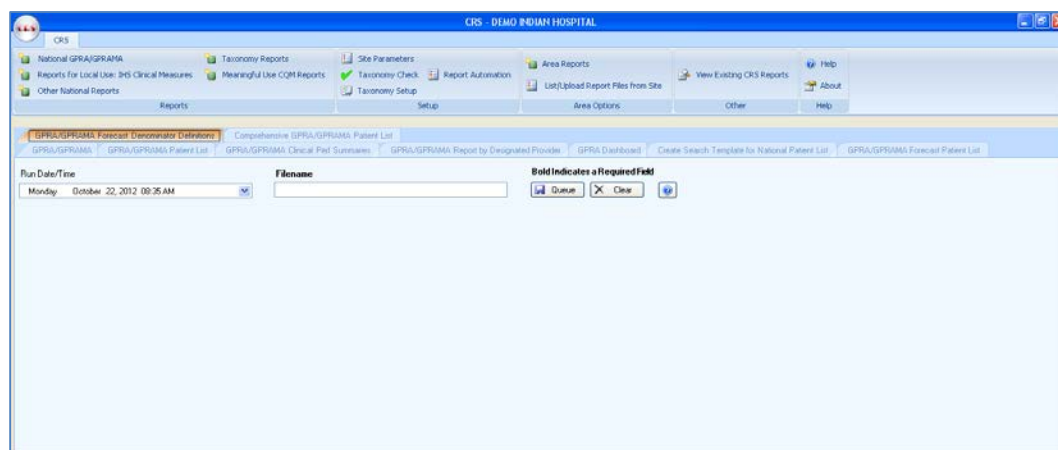 CRS - DEMO INDIAN HOSPITAL
CRS
National GPRA/GPRAMA
Taxonomy Reports
Site Parameters
Area Reports
Help
Reports for Local Use: IHS Clinical Measures
Meaningful Use CQM Reports
Taxonomy Check
Report Automation
View Existing CRS Reports
List/Upload Report Files from Site
About
Other National Reports
Taxonomy Setup
Reports
Setup
Area Options
Other
Help
GPRA/GPRAMA Forecast Denominator Definitions
Comprehensive GPRA/GPRAMA Patient List
GPRA/GPRAMA
GPRA/GPRAMA Patient List
GPRA/GPRAMA Clinical Pad Summaries
GPRA/GPRAMA Report by Designated Provider
GPRA Dashboard
Create Search Template for National Patient List
GPRA/GPRAMA Forecast Patient List
Run Date/Time
Filename
Bold Indicates a Required Field
Monday October 22, 2012 08:35 AM
Queue
Clear